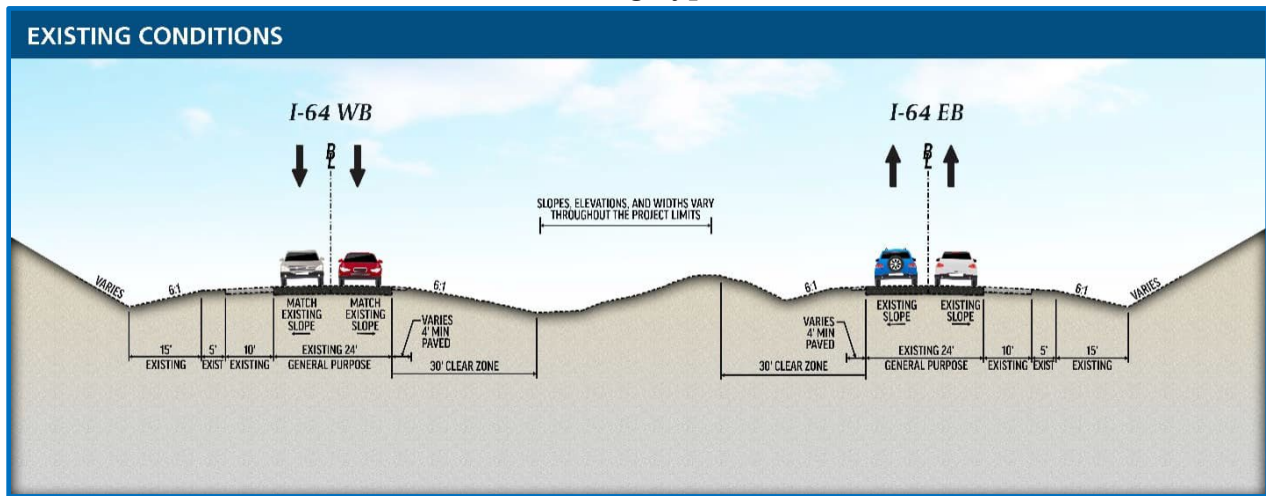 EXISTING CONDITIONS
I-64 WB
I-64 EB
SLOPES, ELEVATIONS, AND WIDTHS VARY
THROUGHOUT THE PROJECT LIMITS
VARIES
6:1
MATCH
EXISTING
SLOPE
MATCH
EXISTING
SLOPE
6:1
VARIES
4' MIN
PAVED
15'
EXISTING
5'
EXIST
10'
EXISTING
EXISTING 24'
GENERAL PURPOSE
30' CLEAR ZONE
6:1
EXISTING
SLOPE
EXISTING
SLOPE
6:1
VARIES
VARIES
4' MIN
PAVED
30' CLEAR ZONE
EXISTING 24'
GENERAL PURPOSE
10'
EXISTING
5'
EXIST
15'
EXISTING